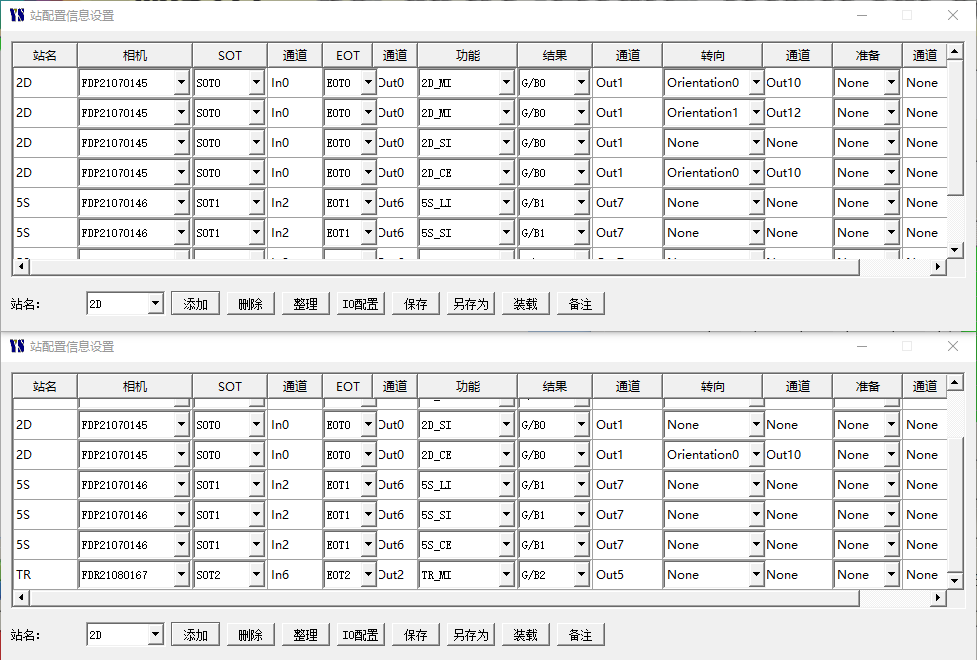 YS 站配置信息设置
站名 相机 SOT 通道 EOT 通道 功能 结果 通道 转向 通道 准备 通道
2D FDP21070145 SOT0 In0 EOT0 Out0 2D_MI G/B0 Out1 Orientation0 Out10 None None
2D FDP21070145 SOT0 In0 EOT0 Out0 2D_MI G/B0 Out1 Orientation1 Out12 None None
2D FDP21070145 SOT0 In0 EOT0 Out0 2D_SI G/B0 Out1 None None None None
2D FDP21070145 SOT0 In0 EOT0 Out0 2D_CE G/B0 Out1 Orientation0 Out10 None None
5S FDP21070146 SOT1 In2 EOT1 Out6 5S_LI G/B1 Out7 None None None None
5S FDP21070146 SOT1 In2 EOT1 Out6 5S_SI G/B1 Out7 None None None None
站名: 2D 添加 删除 整理 IO配置 保存 另存为 装载 备注
YS 站配置信息设置
站名 相机 SOT 通道 EOT 通道 功能 结果 通道 转向 通道 准备 通道
2D FDP21070145 SOT0 In0 EOT0 Out0 2D_SI G/B0 Out1 None None None None
2D FDP21070145 SOT0 In0 EOT0 Out0 2D_CE G/B0 Out1 Orientation0 Out10 None None
5S FDP21070146 SOT1 In2 EOT1 Out6 5S_LI G/B1 Out7 None None None None
5S FDP21070146 SOT1 In2 EOT1 Out6 5S_SI G/B1 Out7 None None None None
5S FDP21070146 SOT1 In2 EOT1 Out6 5S_CE G/B1 Out7 None None None None
TR FDR21080167 SOT2 In6 EOT2 Out2 TR_MI G/B2 Out5 None None None None
站名: 2D 添加 删除 整理 IO配置 保存 另存为 装载 备注